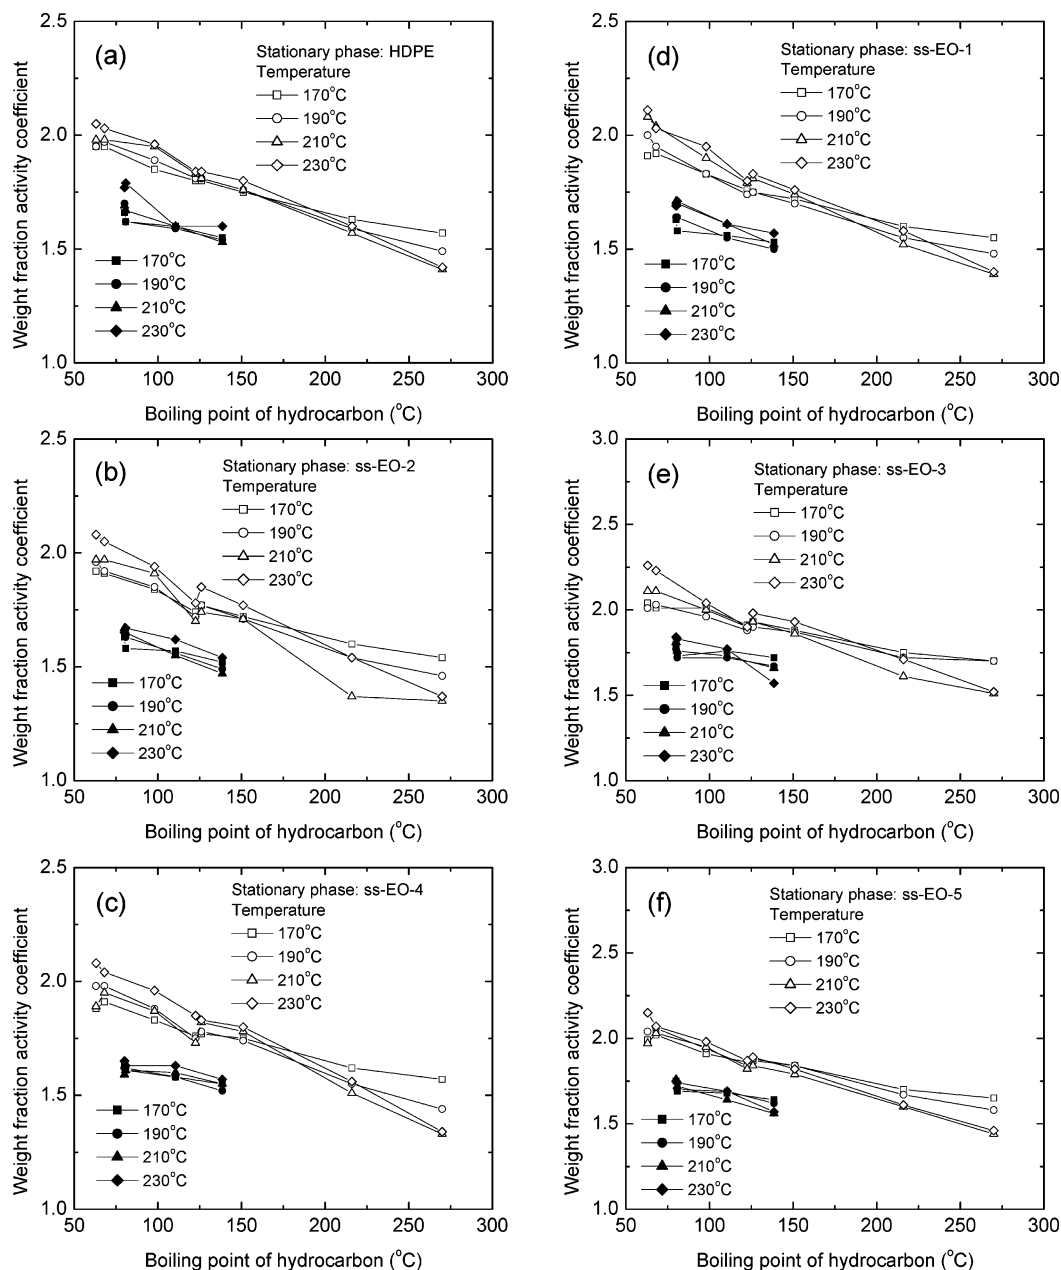 (a)
Stationary phase: HDPE
Temperature
170°C
190°C
210°C
230°C
170°C
190°C
210°C
230°C
2.5
2.0
1.5
1.0
Weight fraction activity coefficient
50 100 150 200 250 300
Boiling point of hydrocarbon (°C)
(d)
Stationary phase: ss-EO-1
Temperature
170°C
190°C
210°C
230°C
170°C
190°C
210°C
230°C
2.5
2.0
1.5
1.0
Weight fraction activity coefficient
50 100 150 200 250 300
Boiling point of hydrocarbon (°C)
(b)
Stationary phase: ss-EO-2
Temperature
170°C
190°C
210°C
230°C
170°C
190°C
210°C
230°C
2.5
2.0
1.5
1.0
Weight fraction activity coefficient
50 100 150 200 250 300
Boiling point of hydrocarbon (°C)
(e)
Stationary phase: ss-EO-3
Temperature
170°C
190°C
210°C
230°C
170°C
190°C
210°C
230°C
3.0
2.5
2.0
1.5
1.0
Weight fraction activity coefficient
50 100 150 200 250 300
Boiling point of hydrocarbon (°C)
(c)
Stationary phase: ss-EO-4
Temperature
170°C
190°C
210°C
230°C
170°C
190°C
210°C
230°C
2.5
2.0
1.5
1.0
Weight fraction activity coefficient
50 100 150 200 250 300
Boiling point of hydrocarbon (°C)
(f)
Stationary phase: ss-EO-5
Temperature
170°C
190°C
210°C
230°C
170°C
190°C
210°C
230°C
3.0
2.5
2.0
1.5
1.0
Weight fraction activity coefficient
50 100 150 200 250 300
Boiling point of hydrocarbon (°C)